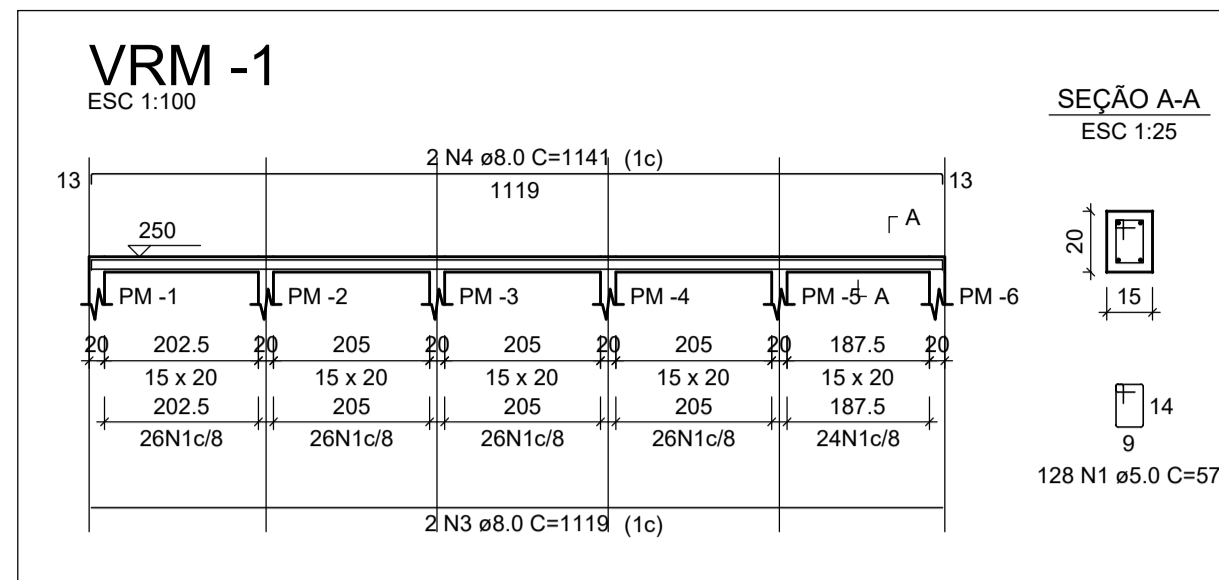 VRM -1
ESC 1:100
SEÇÃO A-A
ESC 1:25
2 N4 ø8.0 C=1141 (1c)
13 1119 13
A
250
20
PM -1 PM -2 PM -3 PM -4 PM -5 A PM -6
15
20 202.5 20 205 20 205 20 205 20 187.5 20
15 x 20 15 x 20 15 x 20 15 x 20 15 x 20
202.5 205 205 205 187.5
14
26N1c/8 26N1c/8 26N1c/8 26N1c/8 24N1c/8
9
128 N1 ø5.0 C=57
2 N3 ø8.0 C=1119 (1c)